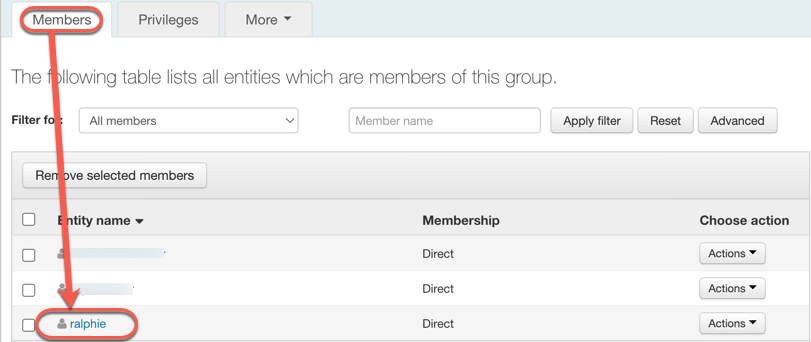 Members Privileges More
The following table lists all entities which are members of this group.
Filter for: All members Member name Apply filter Reset Advanced
Remove selected members
Entity name Membership Choose action
Direct Actions
Direct Actions
ralphie Direct Actions